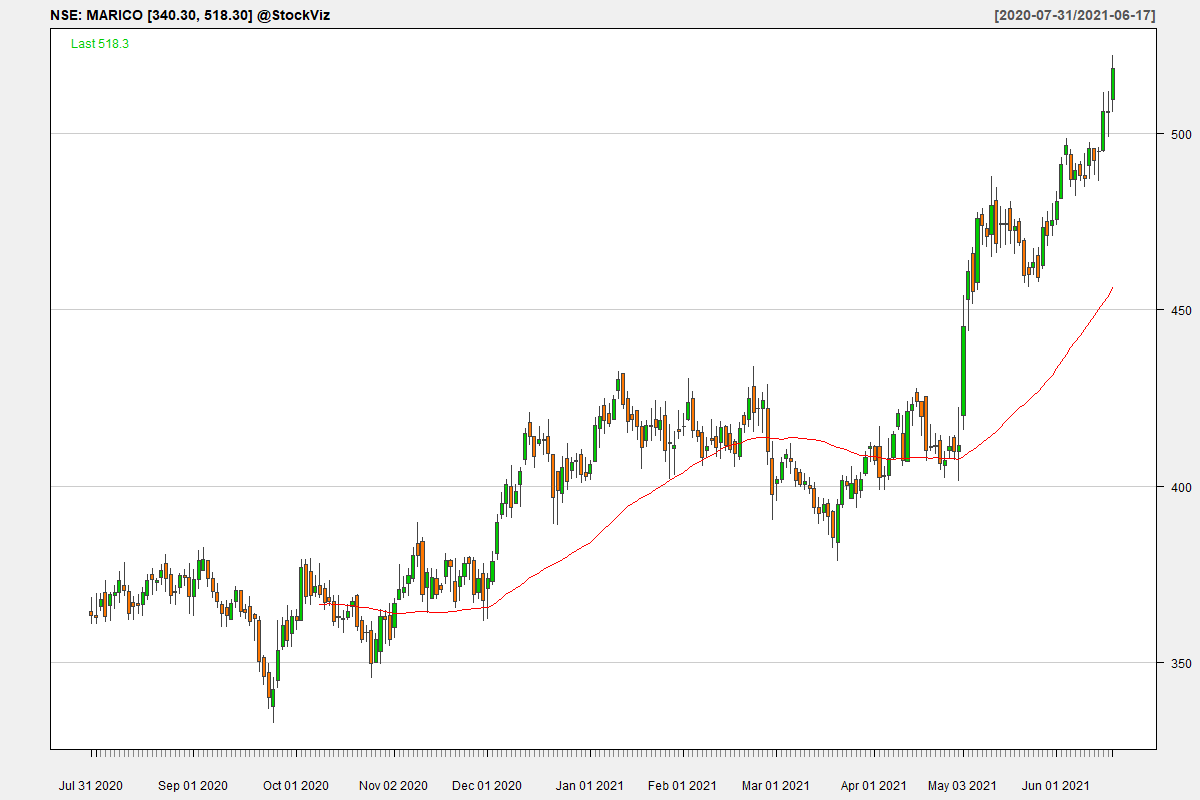 NSE: MARICO [340.30, 518.30] @StockViz [2020-07-31/2021-06-17]
Last 518.3
500
450
400
350
Jul 31 2020 Sep 01 2020 Oct 01 2020 Nov 02 2020 Dec 01 2020 Jan 01 2021 Feb 01 2021 Mar 01 2021 Apr 01 2021 May 03 2021 Jun 01 2021